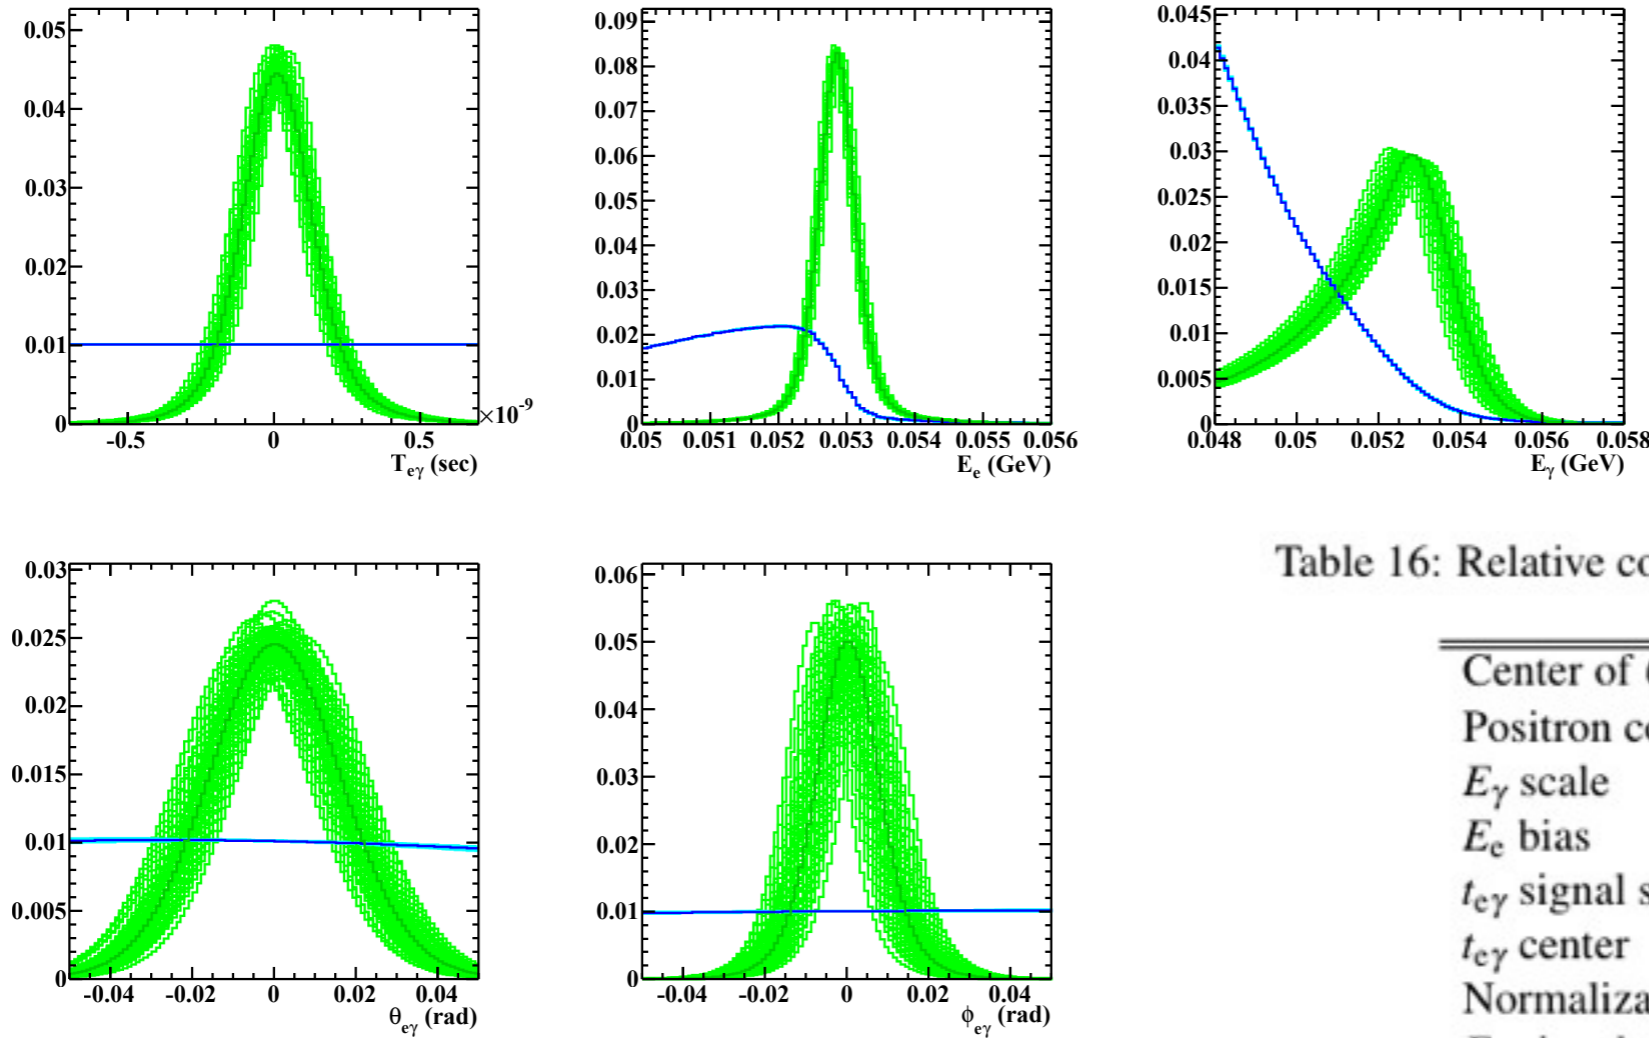 0.05
0.04
0.03
0.02
0.01
0
-0.5 0 0.5 ×10⁻⁹
T_eγ (sec)
0.09
0.08
0.07
0.06
0.05
0.04
0.03
0.02
0.01
0
0.05 0.051 0.052 0.053 0.054 0.055 0.056
E_e (GeV)
0.045
0.04
0.035
0.03
0.025
0.02
0.015
0.01
0.005
0
0.048 0.05 0.052 0.054 0.056 0.058
E_γ (GeV)
0.03
0.025
0.02
0.015
0.01
0.005
0
-0.04 -0.02 0 0.02 0.04
θ_eγ (rad)
0.06
0.05
0.04
0.03
0.02
0.01
0
-0.04 -0.02 0 0.02 0.04
ϕ_eγ (rad)
Table 16: Relative
Center of
Positron
E_γ scale
E_e bias
t_eγ signal
t_eγ center